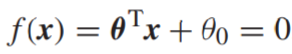 f(x) = θᵀx + θ₀ = 0